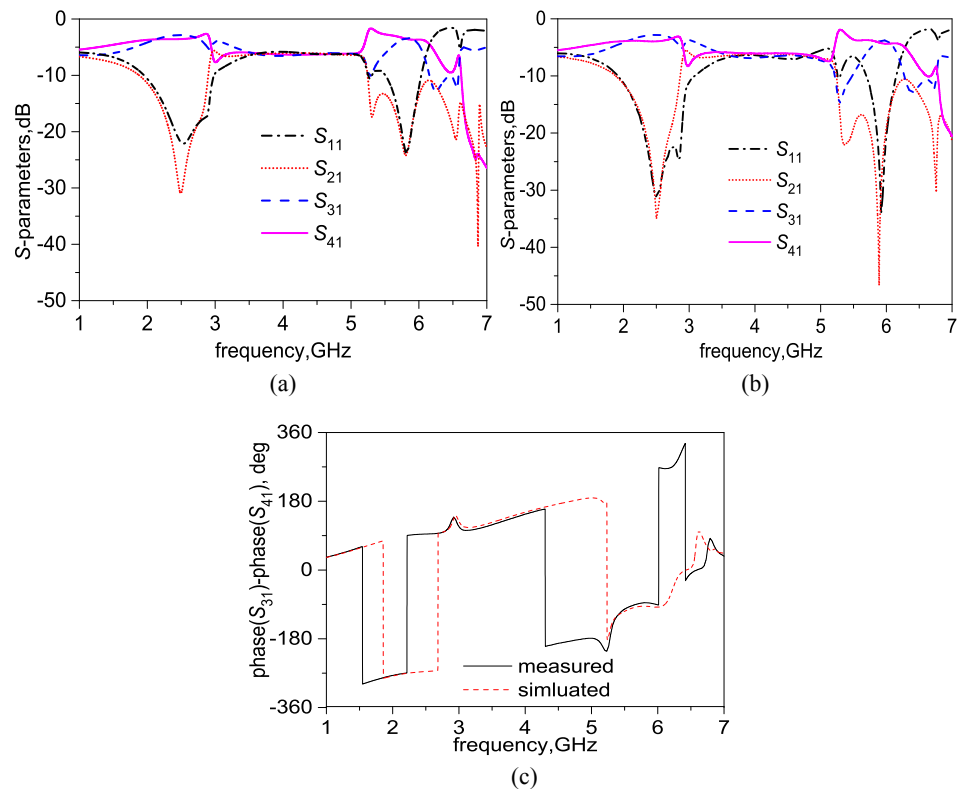 0
-10
-20
-30
-40
-50
S-parameters,dB
S11
S21
S31
S41
1 2 3 4 5 6 7
frequency,GHz
(a)
0
-10
-20
-30
-40
-50
S-parameters,dB
S11
S21
S31
S41
1 2 3 4 5 6 7
frequency,GHz
(b)
360
180
0
-180
-360
phase(S31)-phase(S41), deg
measured
simluated
1 2 3 4 5 6 7
frequency,GHz
(c)